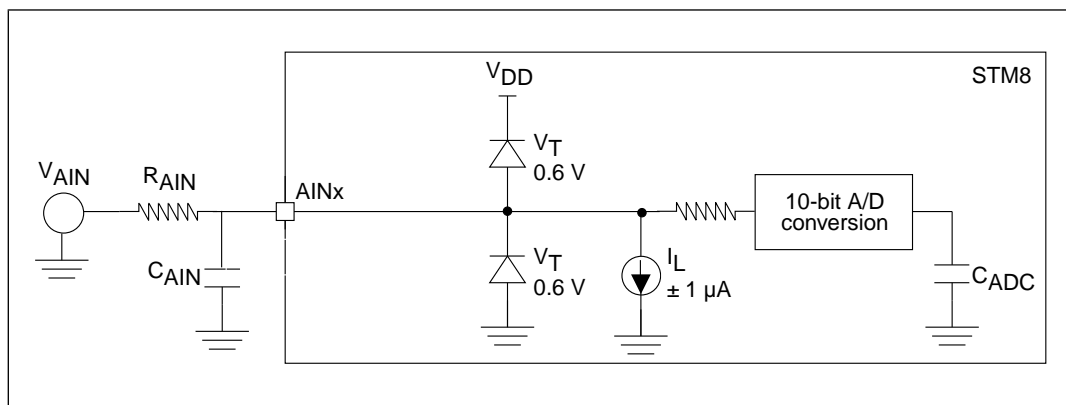 STM8
VDD
VT
0.6 V
VAIN
RAIN
AINx
10-bit A/D
conversion
CAIN
VT
0.6 V
IL
± 1 µA
CADC